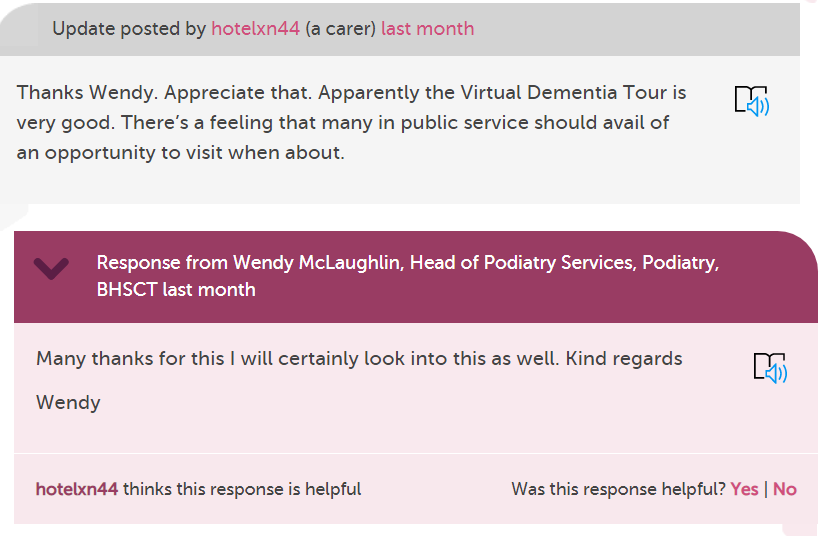 Update posted by hotelxn44 (a carer) last month
Thanks Wendy. Appreciate that. Apparently the Virtual Dementia Tour is
very good. There’s a feeling that many in public service should avail of
an opportunity to visit when about.
Response from Wendy McLaughlin, Head of Podiatry Services, Podiatry,
BHSCT last month
Many thanks for this I will certainly look into this as well. Kind regards
Wendy
hotelxn44 thinks this response is helpful
Was this response helpful? Yes | No